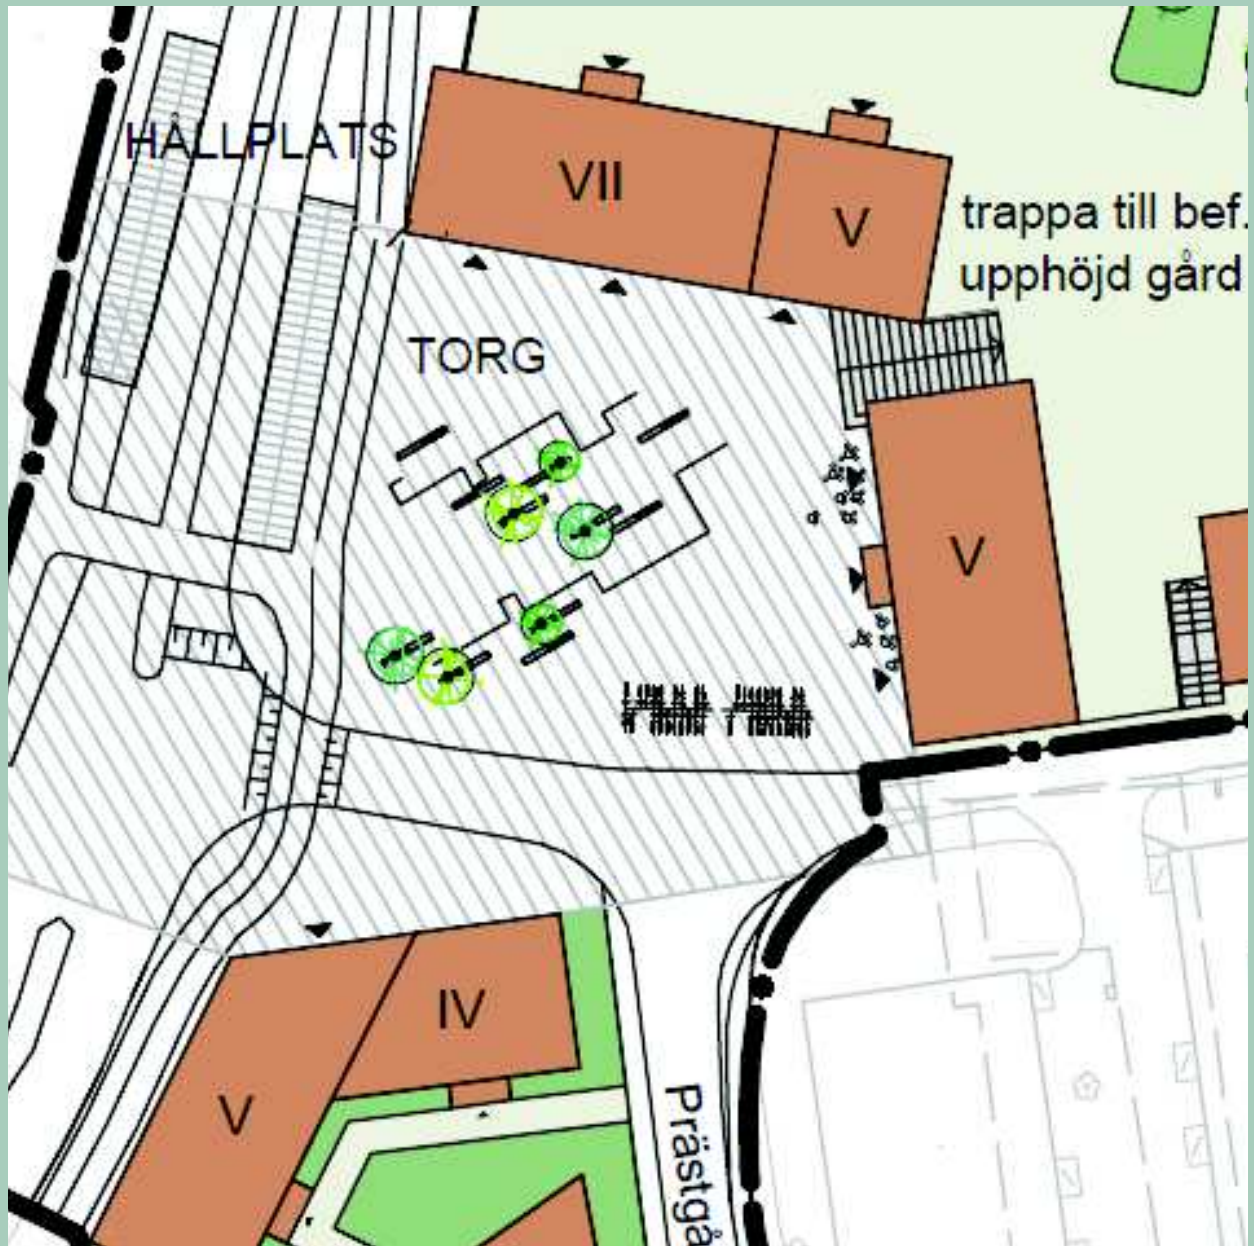 HÅLLPLATS
VII
V
trappa till bef.
upphöjd gård
TORG
V
IV
V
Prästgå